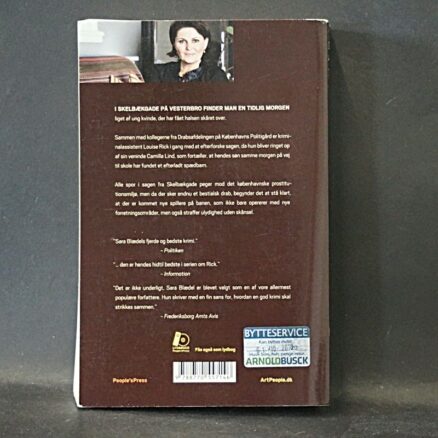 I SKELBÆKGADE PÅ VESTERBRO FINDER MAN EN TIDLIG MORGEN
liget af ung kvinde, der har fået halsen skåret over.
Sammen med kollegerne fra Drabsafdelingen på Københavns Politigård er krimi-
nalassistent Louise Rick i gang med at efterforske sagen, da hun bliver ringet
op af sin veninde Camilla Lind, som fortæller, at hendes søn samme morgen på vej
til skole har fundet et efterladt spædbarn.
Alle spor i sagen fra Skelbækgade peger mod det københavnske prostitu-
tionsmiljø, men da der sker endnu et bestialsk drab, begynder det at stå klart,
at der er kommet nye spillere på banen, som ikke bare opererer med nye
forretningsområder, men også straffer ulydighed uden skånsel.
"Sara Blædels fjerde og bedste krimi."
– Politiken
"... den er hendes hidtil bedste i serien om Rick."
– Information
"Det er ikke underligt, Sara Blædel er blevet valgt som en af vore allermest
populære forfattere. Hun skriver med en fin sans for, hvordan en god krimi skal
strikkes sammen."
– Frederiksborg Amts Avis
Fås også som lydbog
BYTTESERVICE
Kan byttes indtil
ARNOLD BUSCK
9 788770 557146
People'sPress
ArtPeople.dk